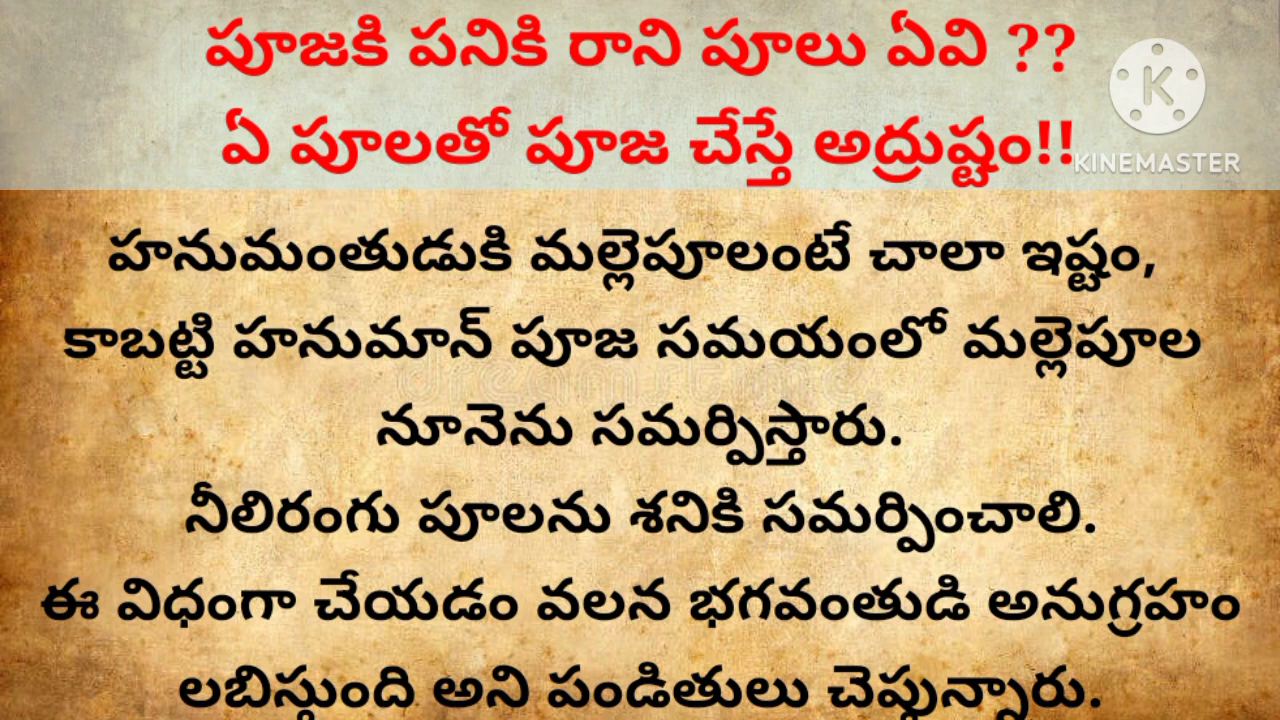 పూజకి పనికి రాని పూలు ఏవి ??
ఏ పూలతో పూజ చేస్తే అద్రుష్టం!!
KINEMASTER
హనుమంతుడుకి మల్లెపూలంటే చాలా ఇష్టం,
కాబట్టి హనుమాన్ పూజ సమయంలో మల్లెపూల
నూనెను సమర్పిస్తారు.
నీలిరంగు పూలను శనికి సమర్పించాలి.
ఈ విధంగా చేయడం వలన భగవంతుడి అనుగ్రహం
లబిస్తుంది అని పండితులు చెప్తున్నారు.